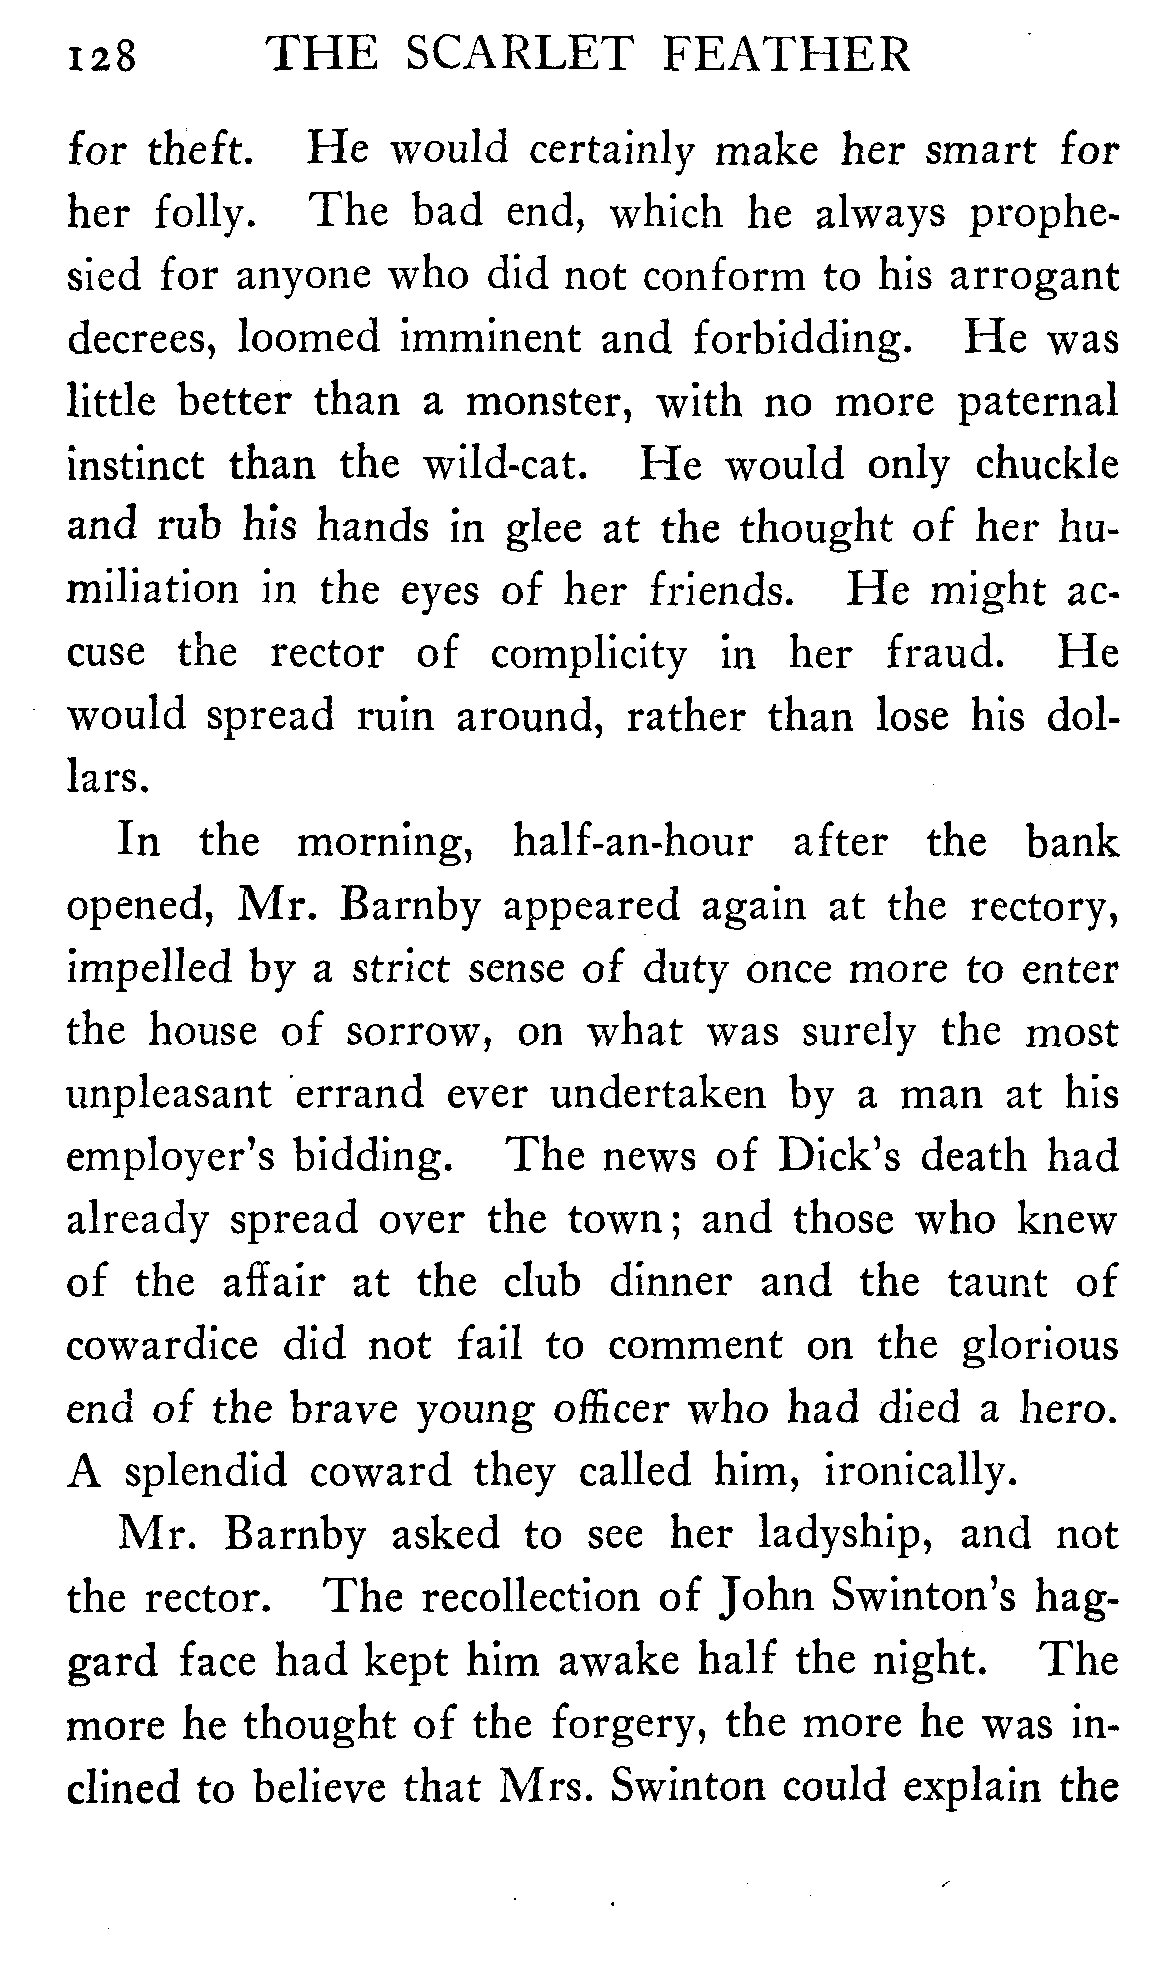 128 THE SCARLET FEATHER
for theft. He would certainly make her smart for
her folly. The bad end, which he always prophe-
sied for anyone who did not conform to his arrogant
decrees, loomed imminent and forbidding. He was
little better than a monster, with no more paternal
instinct than the wild-cat. He would only chuckle
and rub his hands in glee at the thought of her hu-
miliation in the eyes of her friends. He might ac-
cuse the rector of complicity in her fraud. He
would spread ruin around, rather than lose his dol-
lars.
In the morning, half-an-hour after the bank
opened, Mr. Barnby appeared again at the rectory,
impelled by a strict sense of duty once more to enter
the house of sorrow, on what was surely the most
unpleasant errand ever undertaken by a man at his
employer's bidding. The news of Dick's death had
already spread over the town; and those who knew
of the affair at the club dinner and the taunt of
cowardice did not fail to comment on the glorious
end of the brave young officer who had died a hero.
A splendid coward they called him, ironically.
Mr. Barnby asked to see her ladyship, and not
the rector. The recollection of John Swinton's hag-
gard face had kept him awake half the night. The
more he thought of the forgery, the more he was in-
clined to believe that Mrs. Swinton could explain the